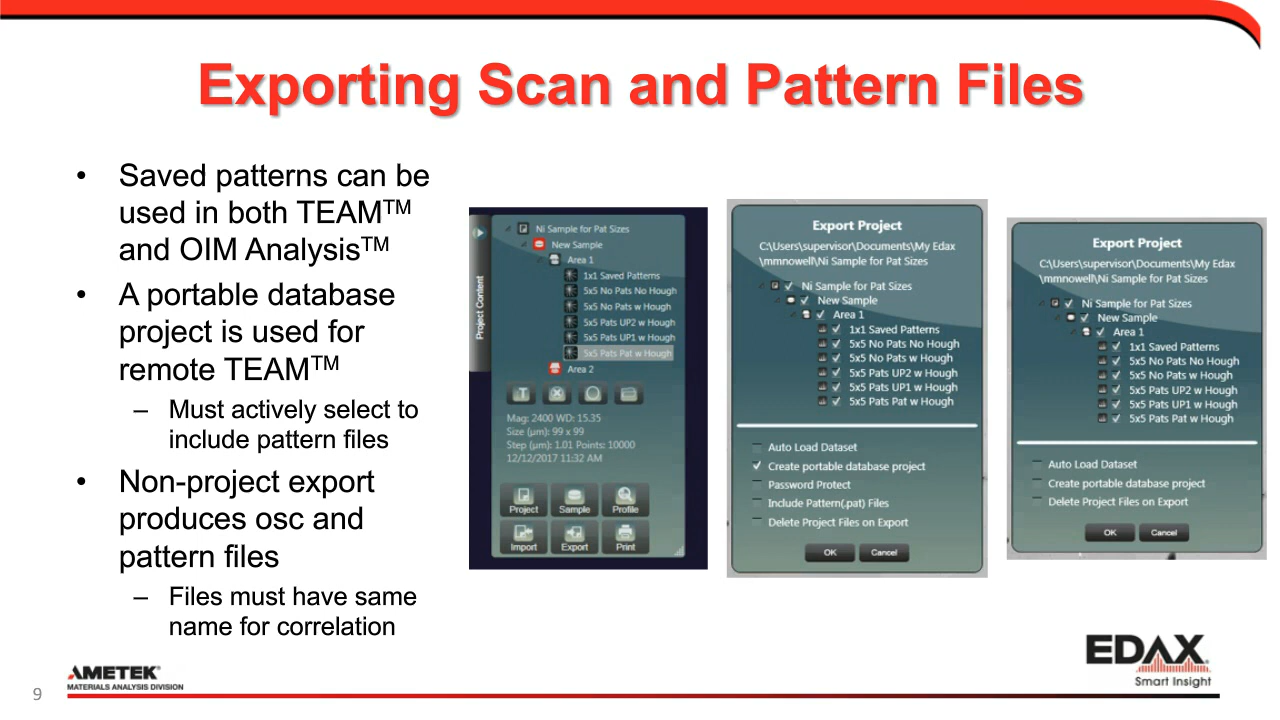 Exporting Scan and Pattern Files
• Saved patterns can be
used in both TEAM™
and OIM Analysis™
• A portable database
project is used for
remote TEAM™
– Must actively select to
include pattern files
• Non-project export
produces osc and
pattern files
– Files must have same
name for correlation
Project Content
Ni Sample for Pat Sizes
New Sample
Area 1
1x1 Saved Patterns
5x5 No Pats No Hough
5x5 No Pats w Hough
5x5 Pats UP2 w Hough
5x5 Pats UP1 w Hough
5x5 Pats Pat w Hough
Area 2
Mag: 2400 WD: 15.35
Size (μm): 99 x 99
Step (μm): 1.01 Points: 10000
12/12/2017 11:32 AM
Project Sample Profile
Import Export Print
Export Project
C:\Users\supervisor\Documents\My Edax
\mmnowell\Ni Sample for Pat Sizes
Ni Sample for Pat Sizes
New Sample
Area 1
1x1 Saved Patterns
5x5 No Pats No Hough
5x5 No Pats w Hough
5x5 Pats UP2 w Hough
5x5 Pats UP1 w Hough
5x5 Pats Pat w Hough
Auto Load Dataset
Create portable database project
Password Protect
Include Pattern(.pat) Files
Delete Project Files on Export
OK Cancel
Export Project
C:\Users\supervisor\Documents\My Edax
\mmnowell\Ni Sample for Pat Sizes
Ni Sample for Pat Sizes
New Sample
Area 1
1x1 Saved Patterns
5x5 No Pats No Hough
5x5 No Pats w Hough
5x5 Pats UP2 w Hough
5x5 Pats UP1 w Hough
5x5 Pats Pat w Hough
Auto Load Dataset
Create portable database project
Delete Project Files on Export
OK Cancel
9
AMETEK®
MATERIALS ANALYSIS DIVISION
EDAX
Smart Insight